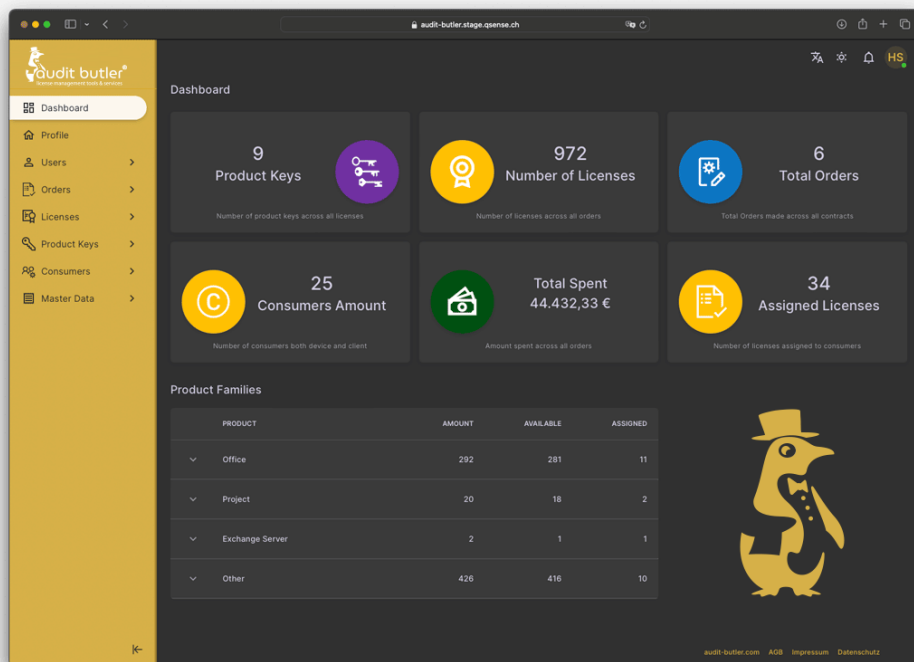 audit-butler.stage.qsense.ch
audit butler®
license management tools & services
HS
Dashboard
Profile
Users
Orders
Licenses
Product Keys
Consumers
Master Data
Dashboard
9
Product Keys
Number of product keys across all licenses
972
Number of Licenses
Number of licenses across all orders
6
Total Orders
Total Orders made across all contracts
25
Consumers Amount
Number of consumers both device and client
Total Spent
44.432,33 €
Amount spent across all orders
34
Assigned Licenses
Number of licenses assigned to consumers
Product Families
PRODUCT AMOUNT AVAILABLE ASSIGNED
Office 292 281 11
Project 20 18 2
Exchange Server 2 1 1
Other 426 416 10
audit-butler.com AGB Impressum Datenschutz